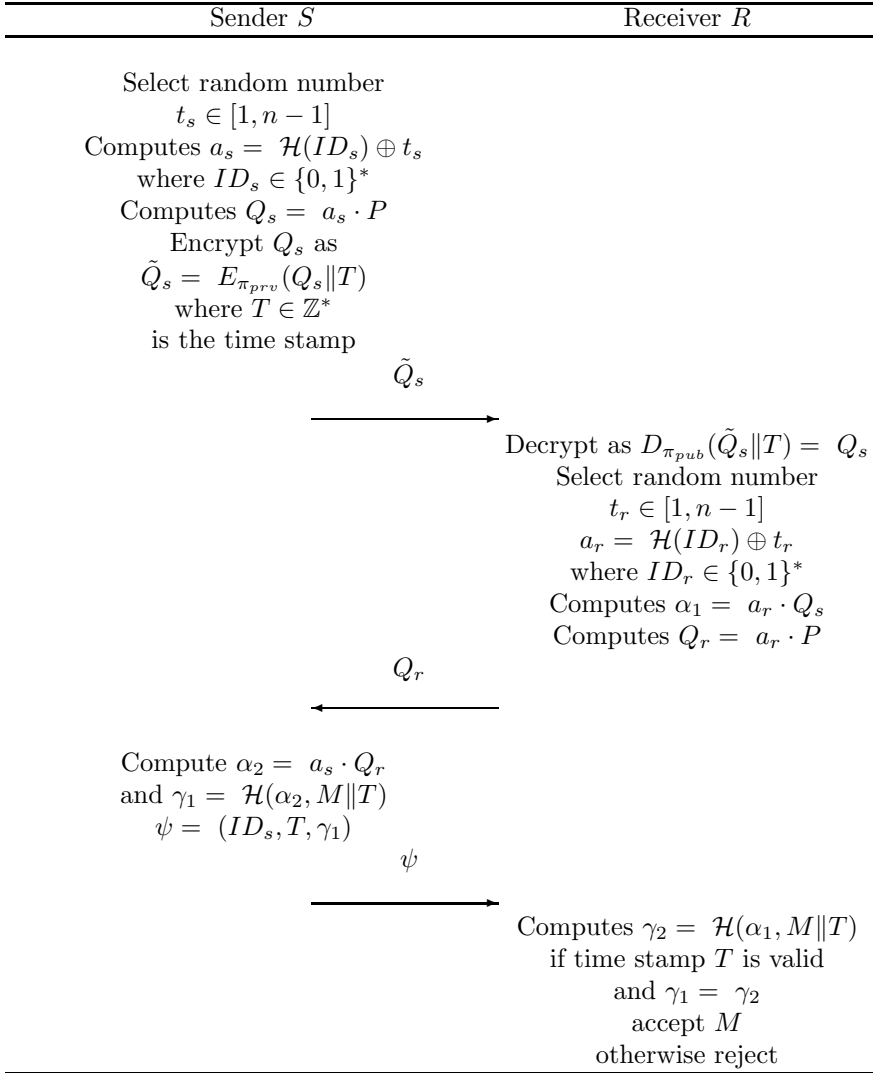 Sender S Receiver R
Select random number
t_s ∈ [1, n − 1]
Computes a_s = ℋ(ID_s) ⊕ t_s
where ID_s ∈ {0, 1}*
Computes Q_s = a_s · P
Encrypt Q_s as
Q̃_s = E_{π_{prv}}(Q_s∥T)
where T ∈ ℤ*
is the time stamp
Q̃_s
Decrypt as D_{π_{pub}}(Q̃_s∥T) = Q_s
Select random number
t_r ∈ [1, n − 1]
a_r = ℋ(ID_r) ⊕ t_r
where ID_r ∈ {0, 1}*
Computes α_1 = a_r · Q_s
Computes Q_r = a_r · P
Q_r
Compute α_2 = a_s · Q_r
and γ_1 = ℋ(α_2, M∥T)
ψ = (ID_s, T, γ_1)
ψ
Computes γ_2 = ℋ(α_1, M∥T)
if time stamp T is valid
and γ_1 = γ_2
accept M
otherwise reject